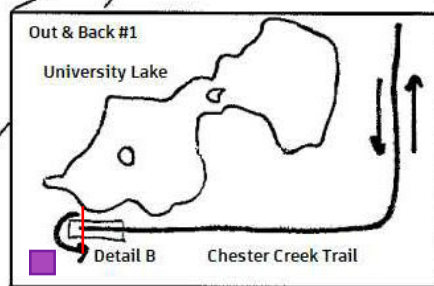 Out & Back #1
University Lake
Detail B
Chester Creek Trail